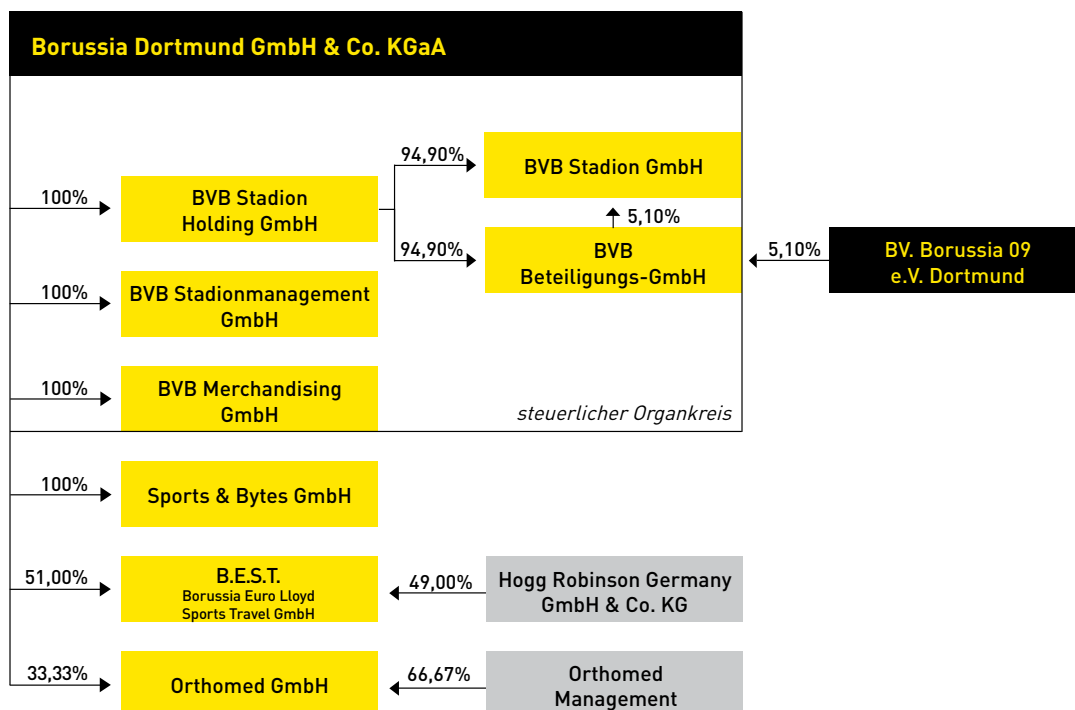 Borussia Dortmund GmbH & Co. KGaA
94,90%
BVB Stadion GmbH
100%
BVB Stadion
Holding GmbH
5,10%
94,90%
BVB
Beteiligungs-GmbH
5,10%
BV. Borussia 09
e.V. Dortmund
100%
BVB Stadionmanagement
GmbH
100%
BVB Merchandising
GmbH
steuerlicher Organkreis
100%
Sports & Bytes GmbH
51,00%
B.E.S.T.
Borussia Euro Lloyd
Sports Travel GmbH
49,00%
Hogg Robinson Germany
GmbH & Co. KG
33,33%
Orthomed GmbH
66,67%
Orthomed
Management